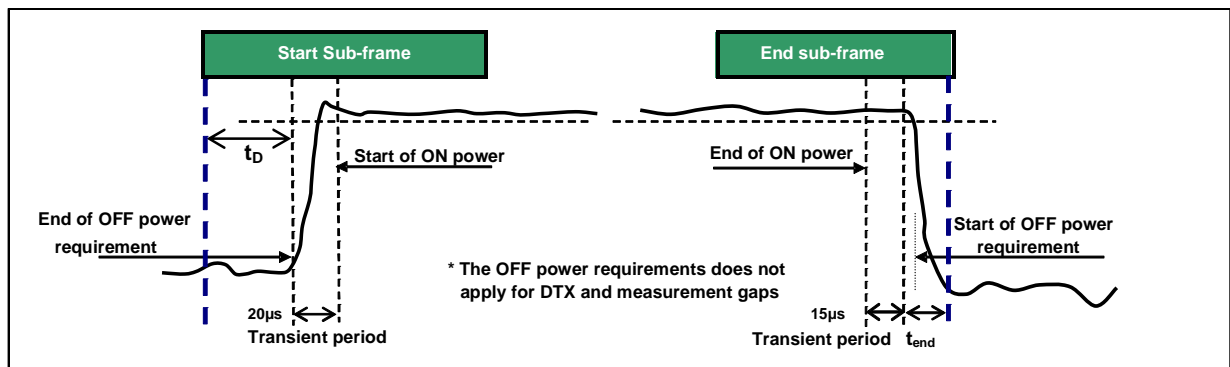 Start Sub-frame
End sub-frame
tD
Start of ON power
End of ON power
End of OFF power
requirement
Start of OFF power
requirement
* The OFF power requirements does not
apply for DTX and measurement gaps
20µs
Transient period
15µs
Transient period
tend